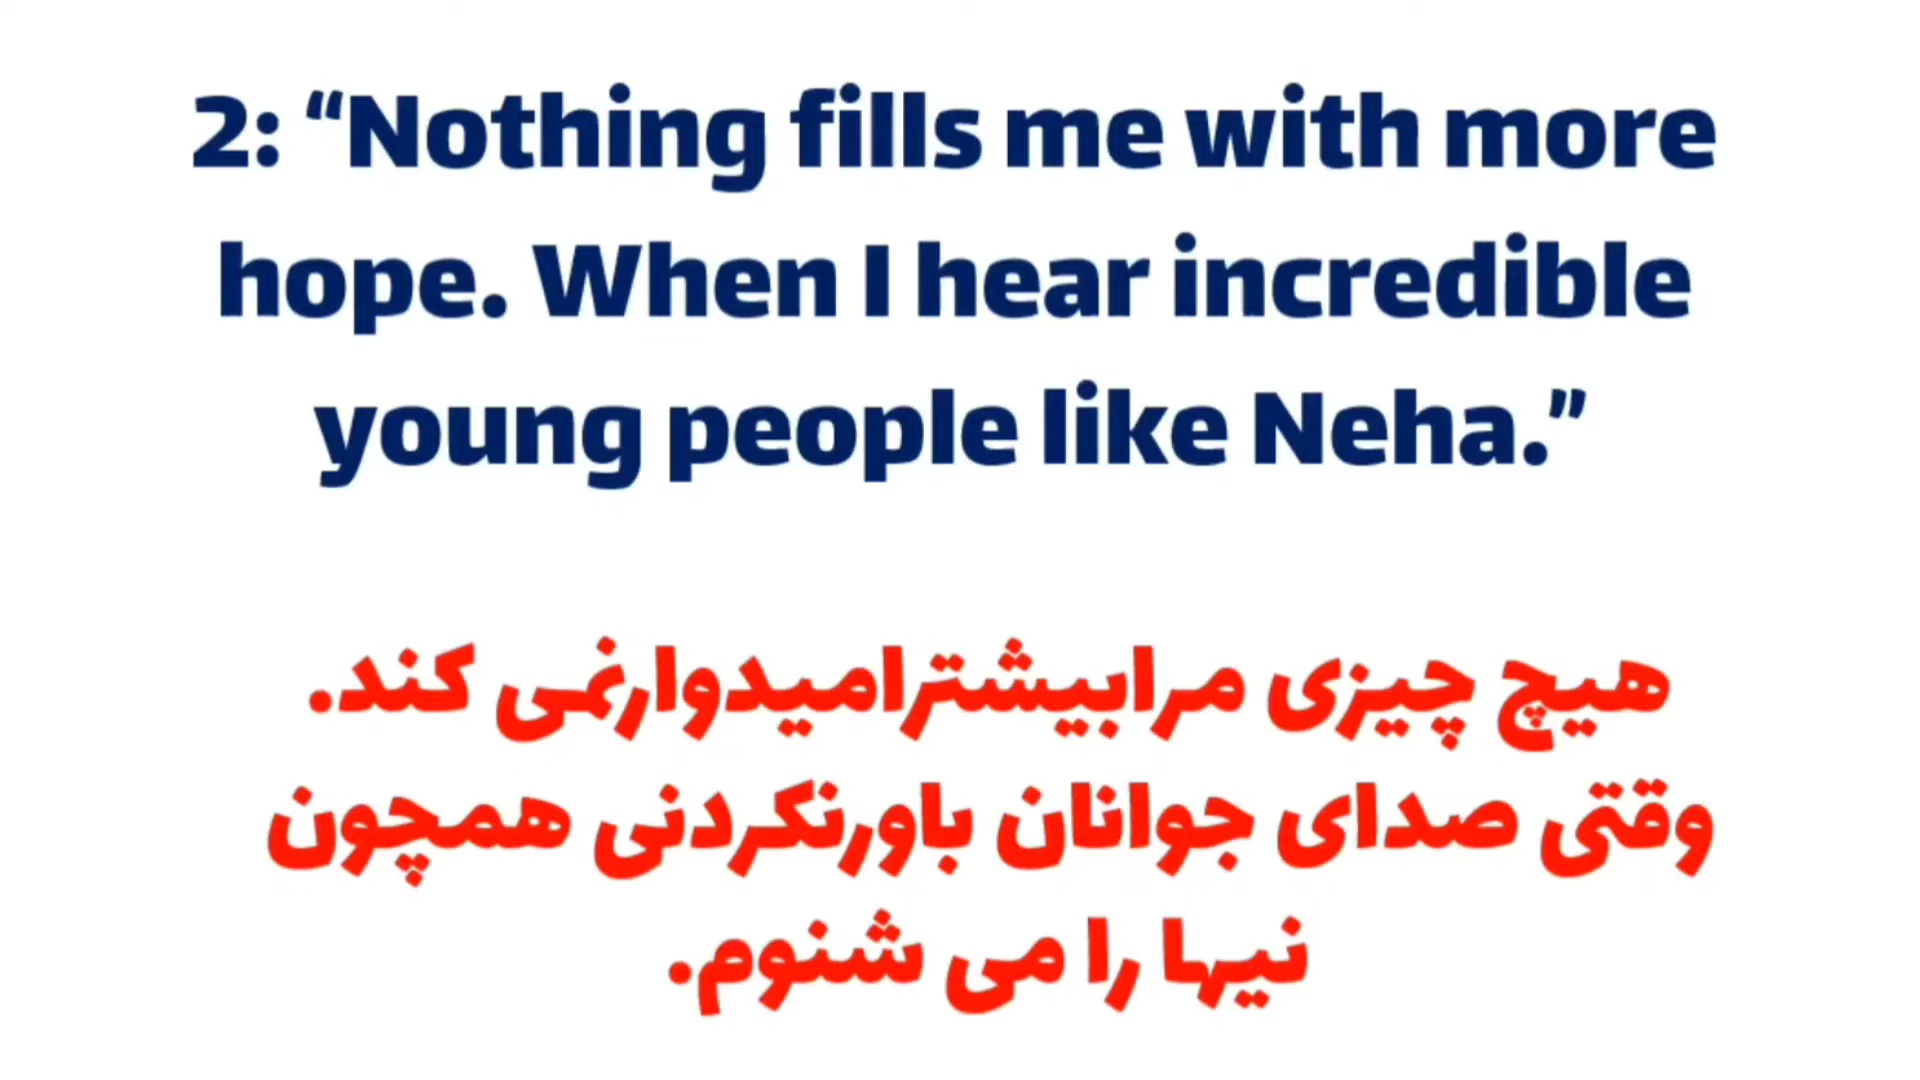 2: “Nothing fills me with more
hope. When I hear incredible
young people like Neha.”
هیچ چیزی مرابیشترامیدوارنمی کند.
وقتی صدای جوانان باورنکردنی همچون
نیها را می شنوم.